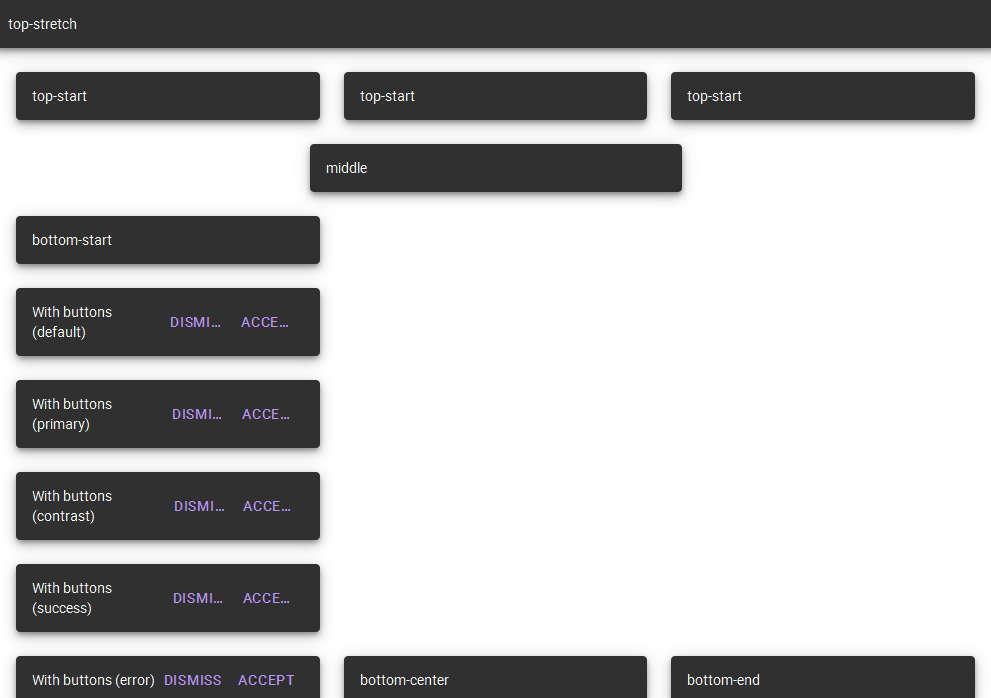 top-stretch
top-start
top-start
top-start
middle
bottom-start
With buttons
(default)
DISMI…
ACCE…
With buttons
(primary)
DISMI…
ACCE…
With buttons
(contrast)
DISMI…
ACCE…
With buttons
(success)
DISMI…
ACCE…
With buttons (error)
DISMISS
ACCEPT
bottom-center
bottom-end